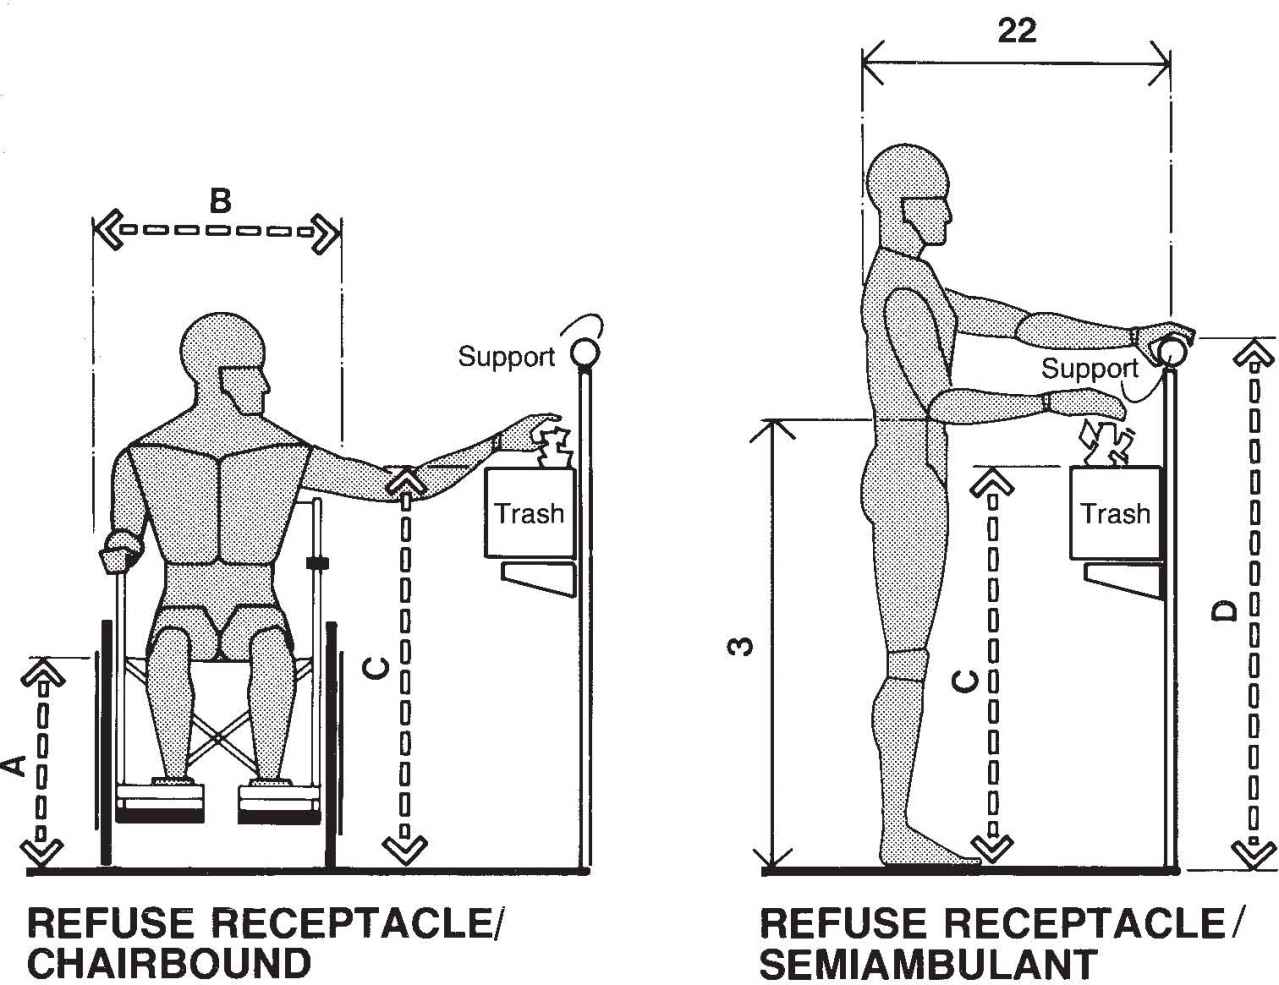 22
B
Support
Support
Trash
Trash
3
C
C
D
A
REFUSE RECEPTACLE/
CHAIRBOUND
REFUSE RECEPTACLE/
SEMIAMBULANT